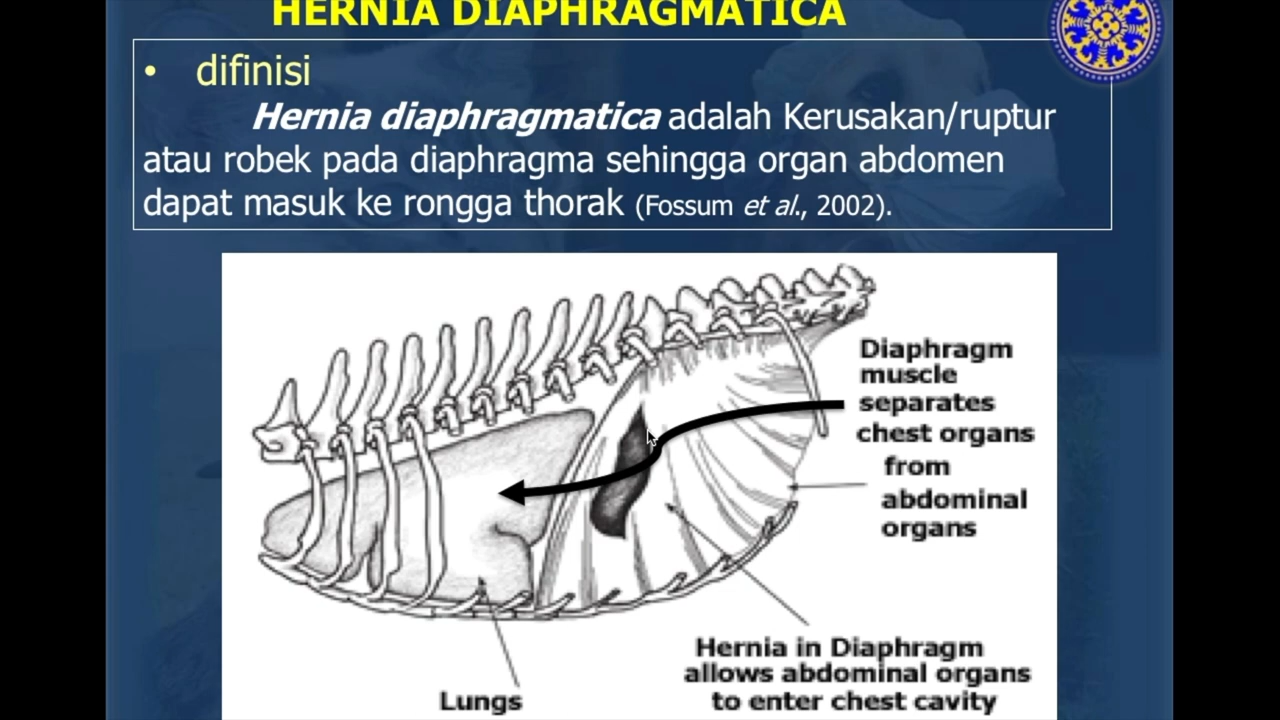 HERNIA DIAPHRAGMATICA
• difinisi
Hernia diaphragmatica adalah Kerusakan/ruptur
atau robek pada diaphragma sehingga organ abdomen
dapat masuk ke rongga thorak (Fossum et al., 2002).
Diaphragm
muscle
separates
chest organs
from
abdominal
organs
Hernia in Diaphragm
allows abdominal organs
to enter chest cavity
Lungs